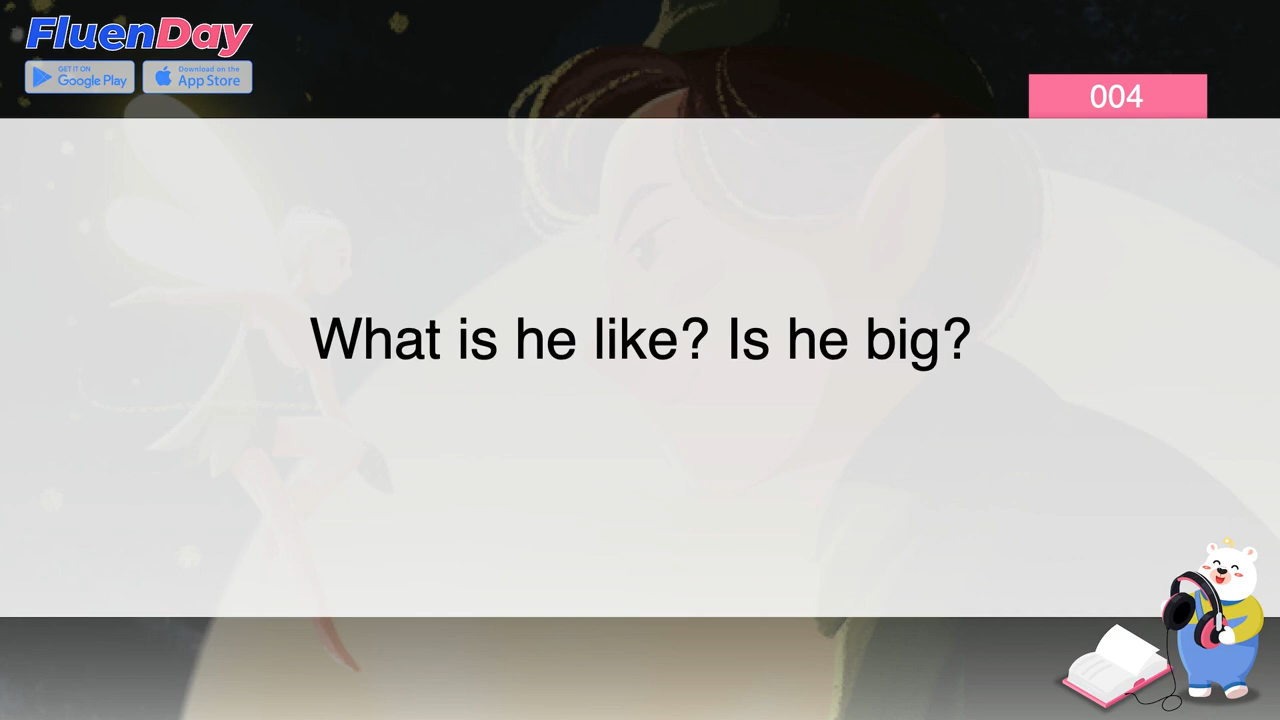 FluenDay
GET IT ON
Google Play
Download on the
App Store
004
What is he like? Is he big?